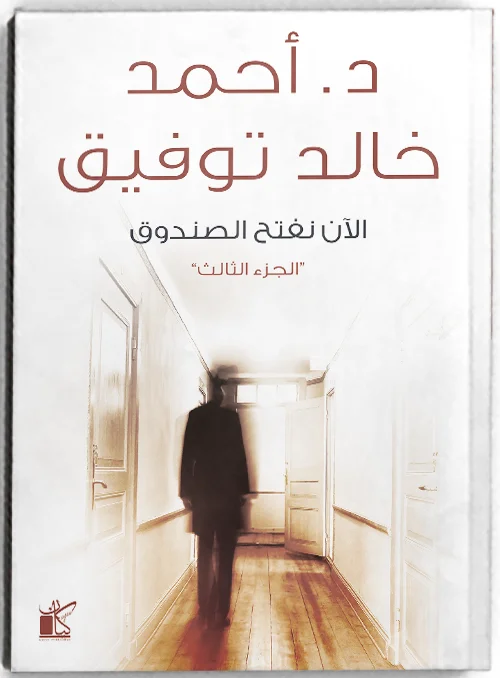 د. أحمد
خالد توفيق
الآن نفتح الصندوق
"الجزء الثالث"